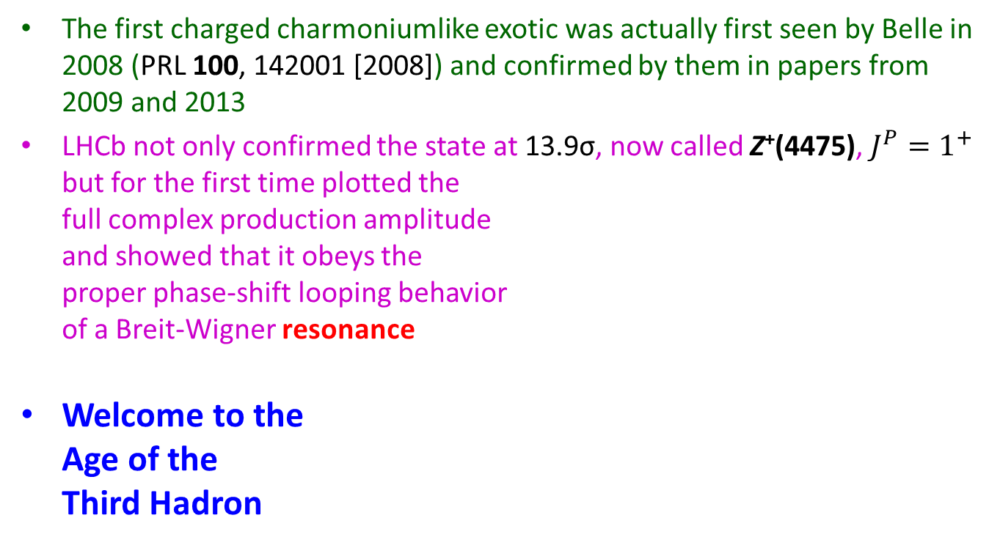 • The first charged charmoniumlike exotic was actually first seen by Belle in
2008 (PRL 100, 142001 [2008]) and confirmed by them in papers from
2009 and 2013
• LHCb not only confirmed the state at 13.9σ, now called Z⁺(4475), Jᴾ = 1⁺
but for the first time plotted the
full complex production amplitude
and showed that it obeys the
proper phase-shift looping behavior
of a Breit-Wigner resonance
• Welcome to the
Age of the
Third Hadron